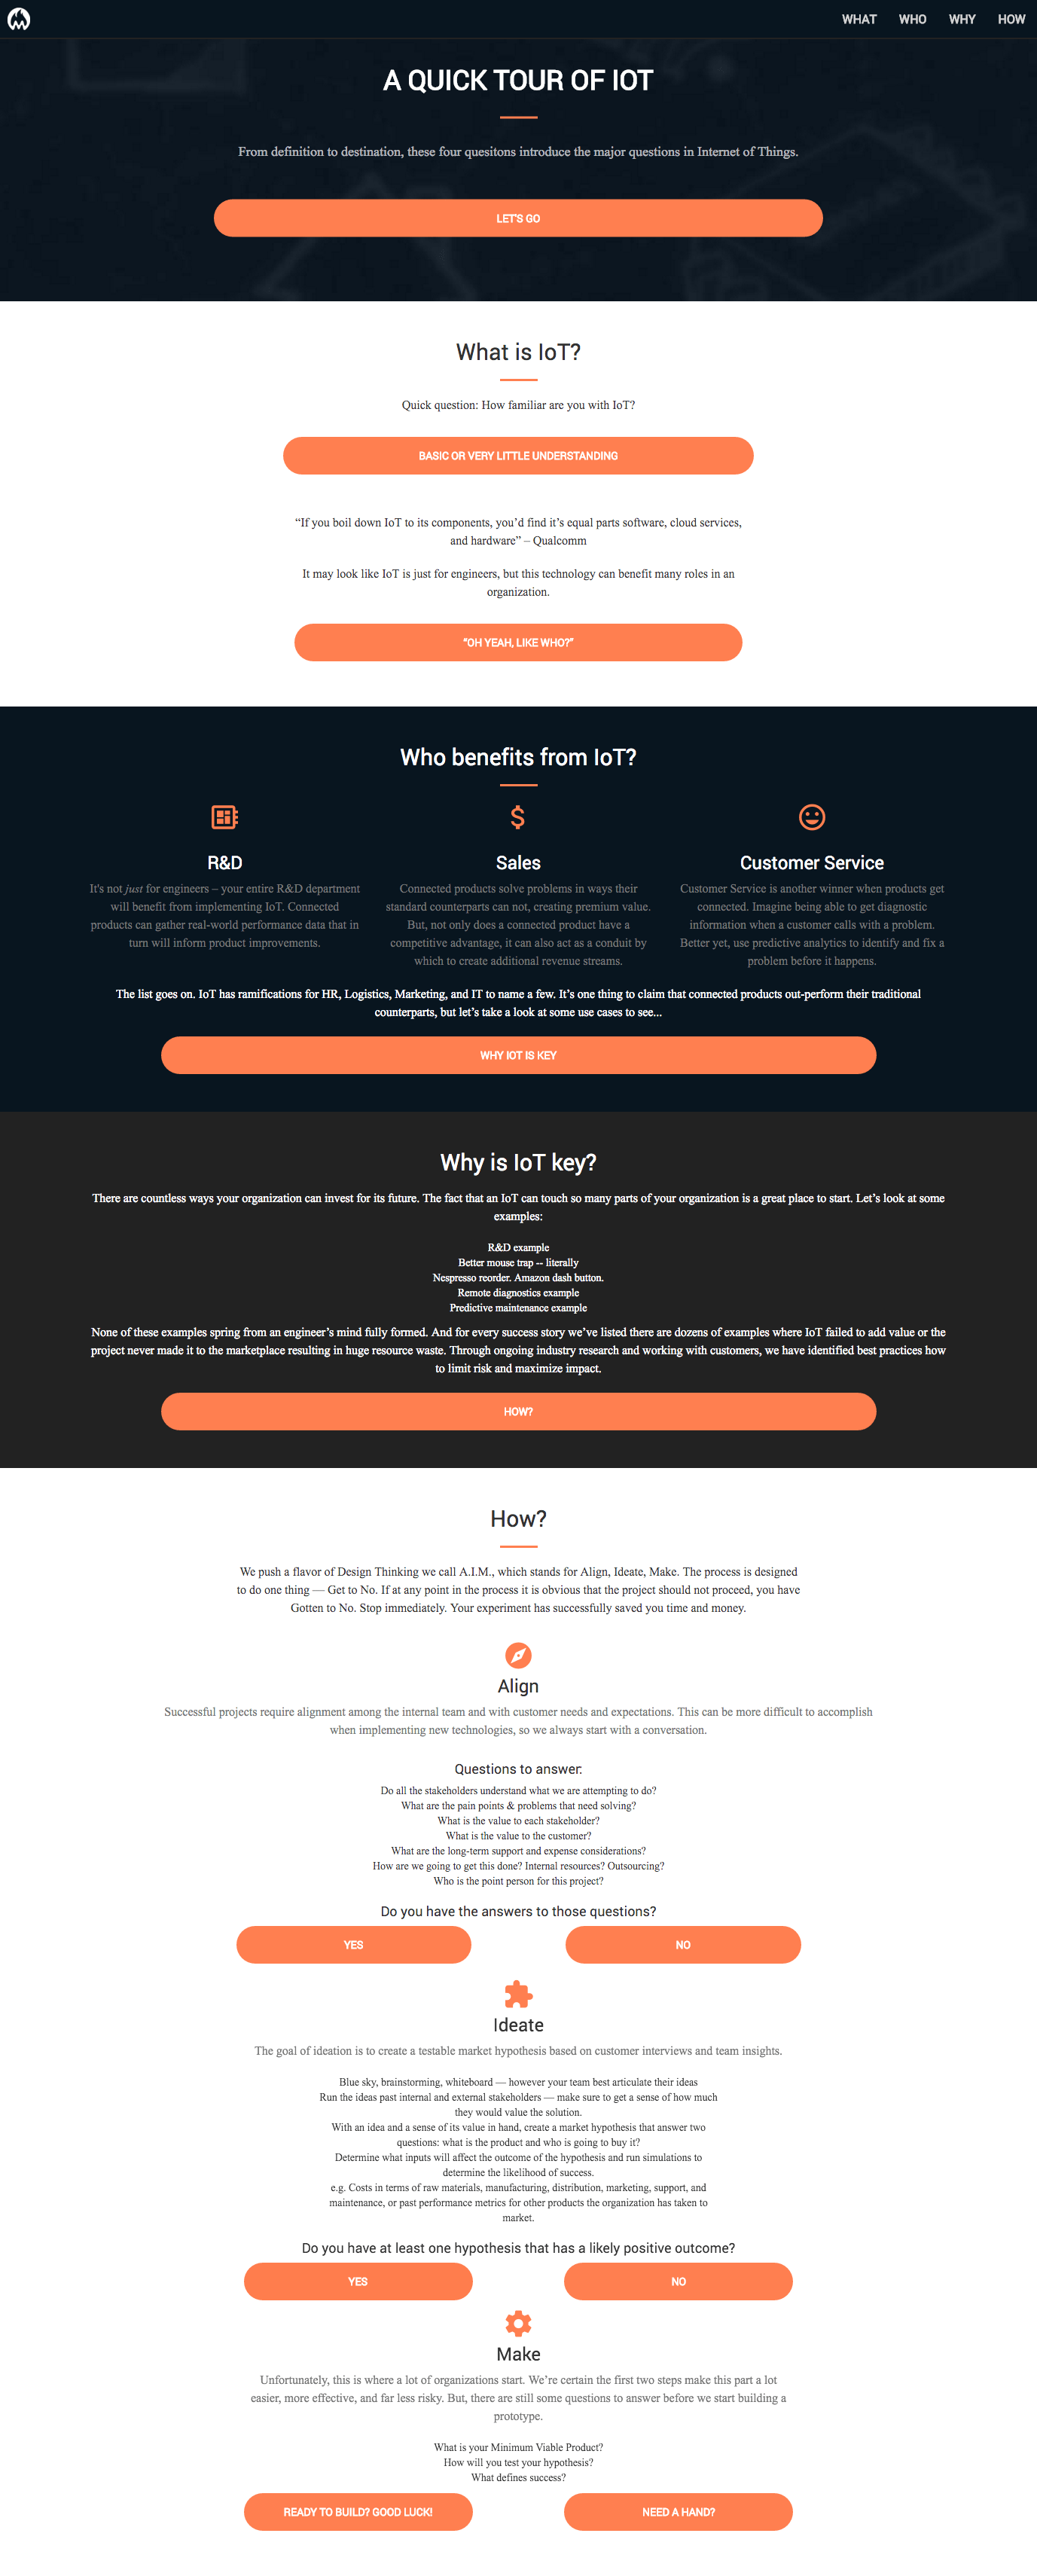 WHAT WHO WHY HOW
A QUICK TOUR OF IOT
From definition to destination, these four quesitons introduce the major questions in Internet of Things.
LET'S GO
What is IoT?
Quick question: How familiar are you with IoT?
BASIC OR VERY LITTLE UNDERSTANDING
“If you boil down IoT to its components, you’d find it’s equal parts software, cloud services,
and hardware” – Qualcomm
It may look like IoT is just for engineers, but this technology can benefit many roles in an
organization.
“OH YEAH, LIKE WHO?”
Who benefits from IoT?
R&D
It's not just for engineers – your entire R&D department
will benefit from implementing IoT. Connected
products can gather real-world performance data that in
turn will inform product improvements.
Sales
Connected products solve problems in ways their
standard counterparts can not, creating premium value.
But, not only does a connected product have a
competitive advantage, it can also act as a conduit by
which to create additional revenue streams.
Customer Service
Customer Service is another winner when products get
connected. Imagine being able to get diagnostic
information when a customer calls with a problem.
Better yet, use predictive analytics to identify and fix a
problem before it happens.
The list goes on. IoT has ramifications for HR, Logistics, Marketing, and IT to name a few. It’s one thing to claim that connected products out-perform their traditional
counterparts, but let’s take a look at some use cases to see...
WHY IOT IS KEY
Why is IoT key?
There are countless ways your organization can invest for its future. The fact that an IoT can touch so many parts of your organization is a great place to start. Let’s look at some
examples:
R&D example
Better mouse trap -- literally
Nespresso reorder. Amazon dash button.
Remote diagnostics example
Predictive maintenance example
None of these examples spring from an engineer’s mind fully formed. And for every success story we’ve listed there are dozens of examples where IoT failed to add value or the
project never made it to the marketplace resulting in huge resource waste. Through ongoing industry research and working with customers, we have identified best practices how
to limit risk and maximize impact.
HOW?
How?
We push a flavor of Design Thinking we call A.I.M., which stands for Align, Ideate, Make. The process is designed
to do one thing — Get to No. If at any point in the process it is obvious that the project should not proceed, you have
Gotten to No. Stop immediately. Your experiment has successfully saved you time and money.
Align
Successful projects require alignment among the internal team and with customer needs and expectations. This can be more difficult to accomplish
when implementing new technologies, so we always start with a conversation.
Questions to answer:
Do all the stakeholders understand what we are attempting to do?
What are the pain points & problems that need solving?
What is the value to each stakeholder?
What is the value to the customer?
What are the long-term support and expense considerations?
How are we going to get this done? Internal resources? Outsourcing?
Who is the point person for this project?
Do you have the answers to those questions?
YES NO
Ideate
The goal of ideation is to create a testable market hypothesis based on customer interviews and team insights.
Blue sky, brainstorming, whiteboard — however your team best articulate their ideas
Run the ideas past internal and external stakeholders — make sure to get a sense of how much
they would value the solution.
With an idea and a sense of its value in hand, create a market hypothesis that answer two
questions: what is the product and who is going to buy it?
Determine what inputs will affect the outcome of the hypothesis and run simulations to
determine the likelihood of success.
e.g. Costs in terms of raw materials, manufacturing, distribution, marketing, support, and
maintenance, or past performance metrics for other products the organization has taken to
market.
Do you have at least one hypothesis that has a likely positive outcome?
YES NO
Make
Unfortunately, this is where a lot of organizations start. We’re certain the first two steps make this part a lot
easier, more effective, and far less risky. But, there are still some questions to answer before we start building a
prototype.
What is your Minimum Viable Product?
How will you test your hypothesis?
What defines success?
READY TO BUILD? GOOD LUCK! NEED A HAND?